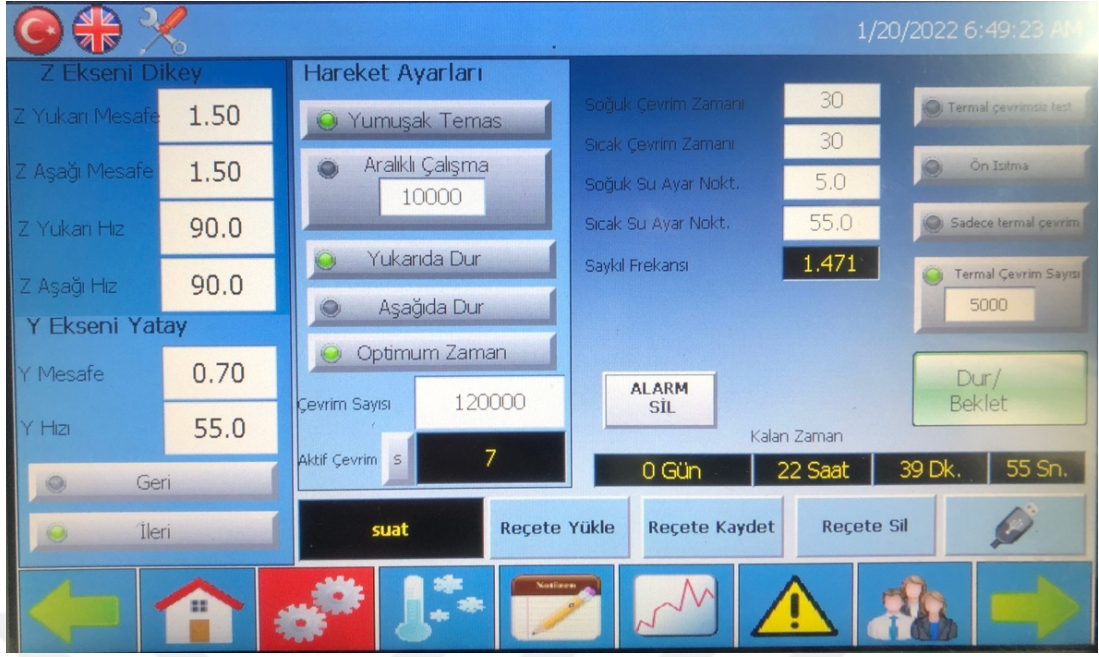 1/20/2022 6:49:23 AM
Z Ekseni Dikey
Z Yukarı Mesafe 1.50
Z Aşağı Mesafe 1.50
Z Yukarı Hız 90.0
Z Aşağı Hız 90.0
Y Ekseni Yatay
Y Mesafe 0.70
Y Hızı 55.0
Geri
İleri
Hareket Ayarları
Yumuşak Temas
Aralıklı Çalışma
10000
Yukarıda Dur
Aşağıda Dur
Optimum Zaman
Çevrim Sayısı 120000
Aktif Çevrim s 7
Soğuk Çevrim Zamanı 30
Sıcak Çevrim Zamanı 30
Soğuk Su Ayar Nokt. 5.0
Sıcak Su Ayar Nokt. 55.0
Saykıl Frekansı 1.471
Termal çevrimsiz test
Ön Isıtma
Sadece termal çevrim
Termal Çevrim Sayısı
5000
ALARM
SİL
Dur/
Beklet
Kalan Zaman
0 Gün 22 Saat 39 Dk. 55 Sn.
suat Reçete Yükle Reçete Kaydet Reçete Sil
Notizen